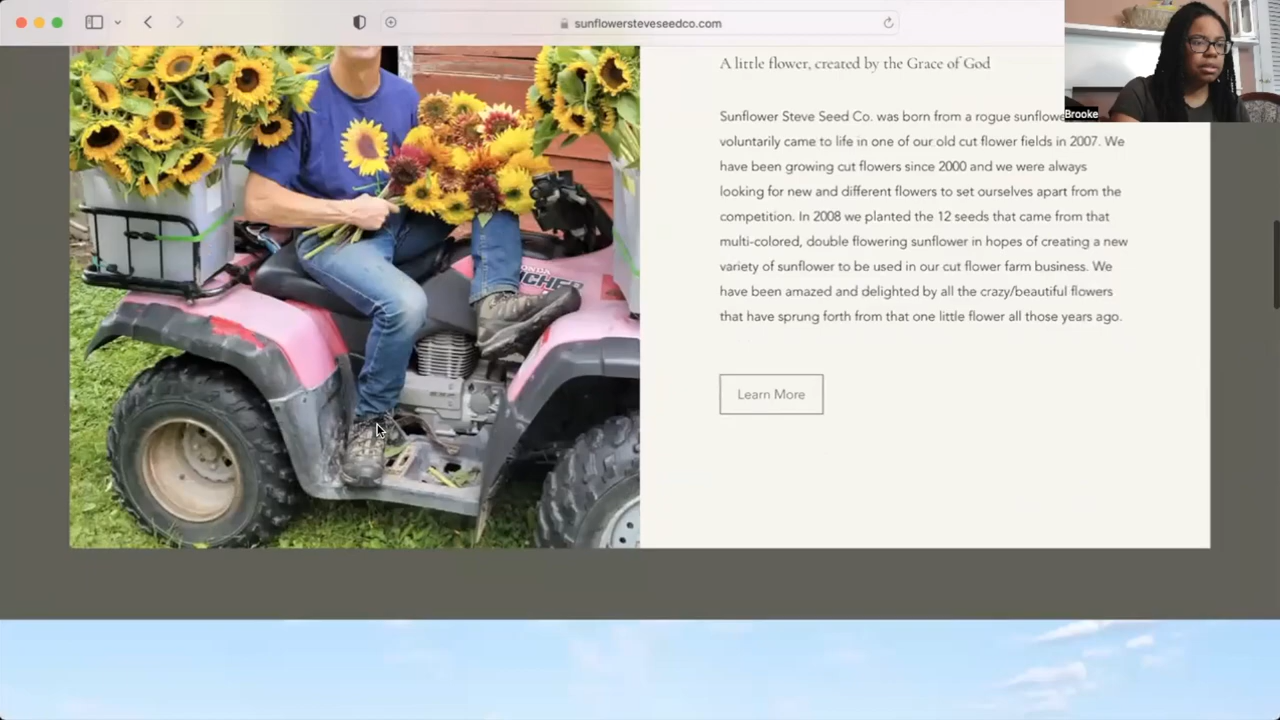 sunflowersteveseedco.com
Brooke
A little flower, created by the Grace of God
Sunflower Steve Seed Co. was born from a rogue
voluntarily came to life in one of our old cut flower fields in 2007. We
have been growing cut flowers since 2000 and we were always
looking for new and different flowers to set ourselves apart from the
competition. In 2008 we planted the 12 seeds that came from that
multi-colored, double flowering sunflower in hopes of creating a new
variety of sunflower to be used in our cut flower farm business. We
have been amazed and delighted by all the crazy/beautiful flowers
that have sprung forth from that one little flower all those years ago.
Learn More